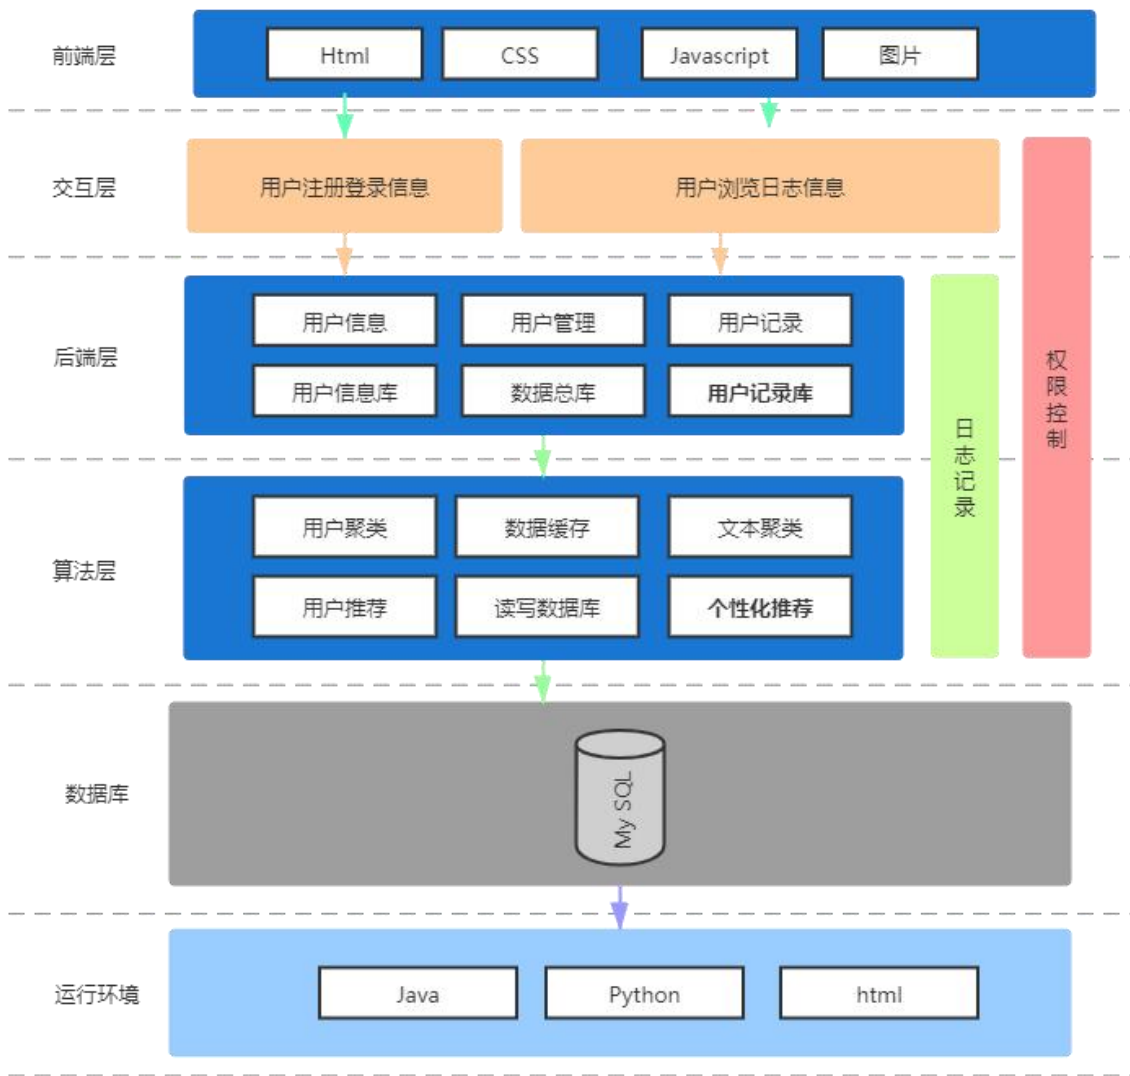 前端层
Html
CSS
Javascript
图片
交互层
用户注册登录信息
用户浏览日志信息
后端层
用户信息
用户管理
用户记录
用户信息库
数据总库
用户记录库
权限控制
日志记录
算法层
用户聚类
数据缓存
文本聚类
用户推荐
读写数据库
个性化推荐
数据库
My SQL
运行环境
Java
Python
html